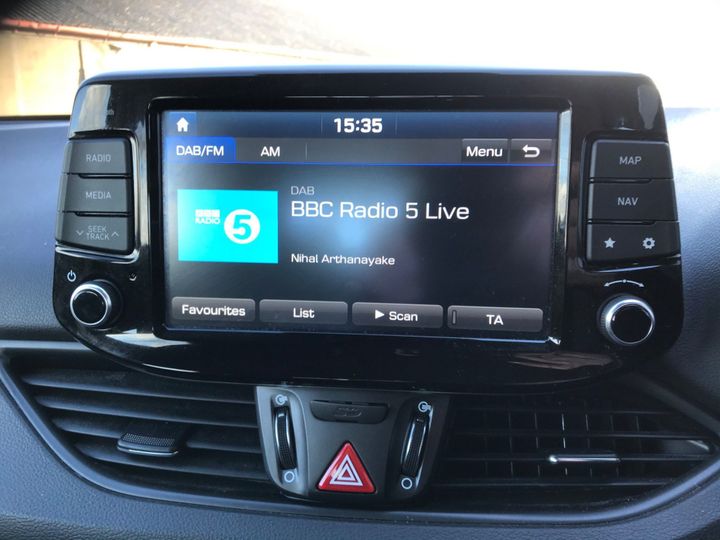 15:35
DAB/FM AM Menu
DAB
BBC Radio 5 Live
BBC
RADIO 5
Nihal Arthanayake
Favourites List Scan TA
RADIO
MEDIA
SEEK
TRACK
MAP
NAV